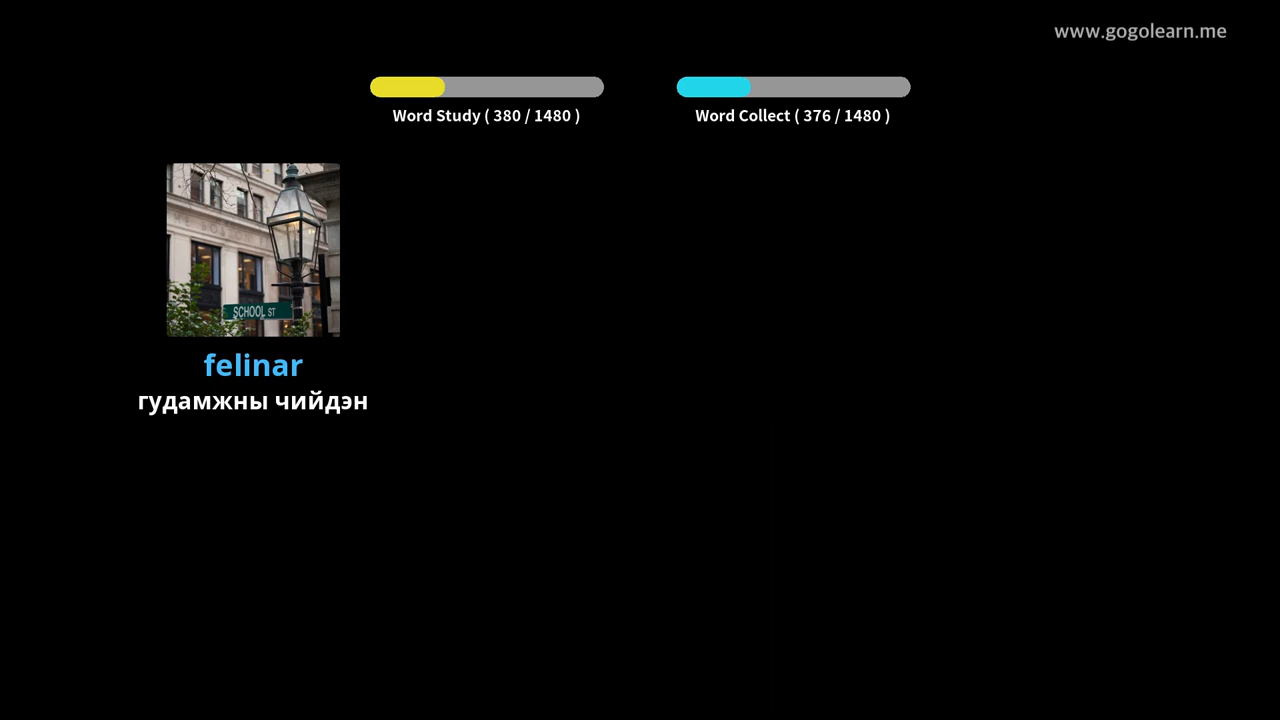 www.gogolearn.me
Word Study ( 380 / 1480 )
Word Collect ( 376 / 1480 )
SCHOOL ST
felinar
гудамжны чийдэн